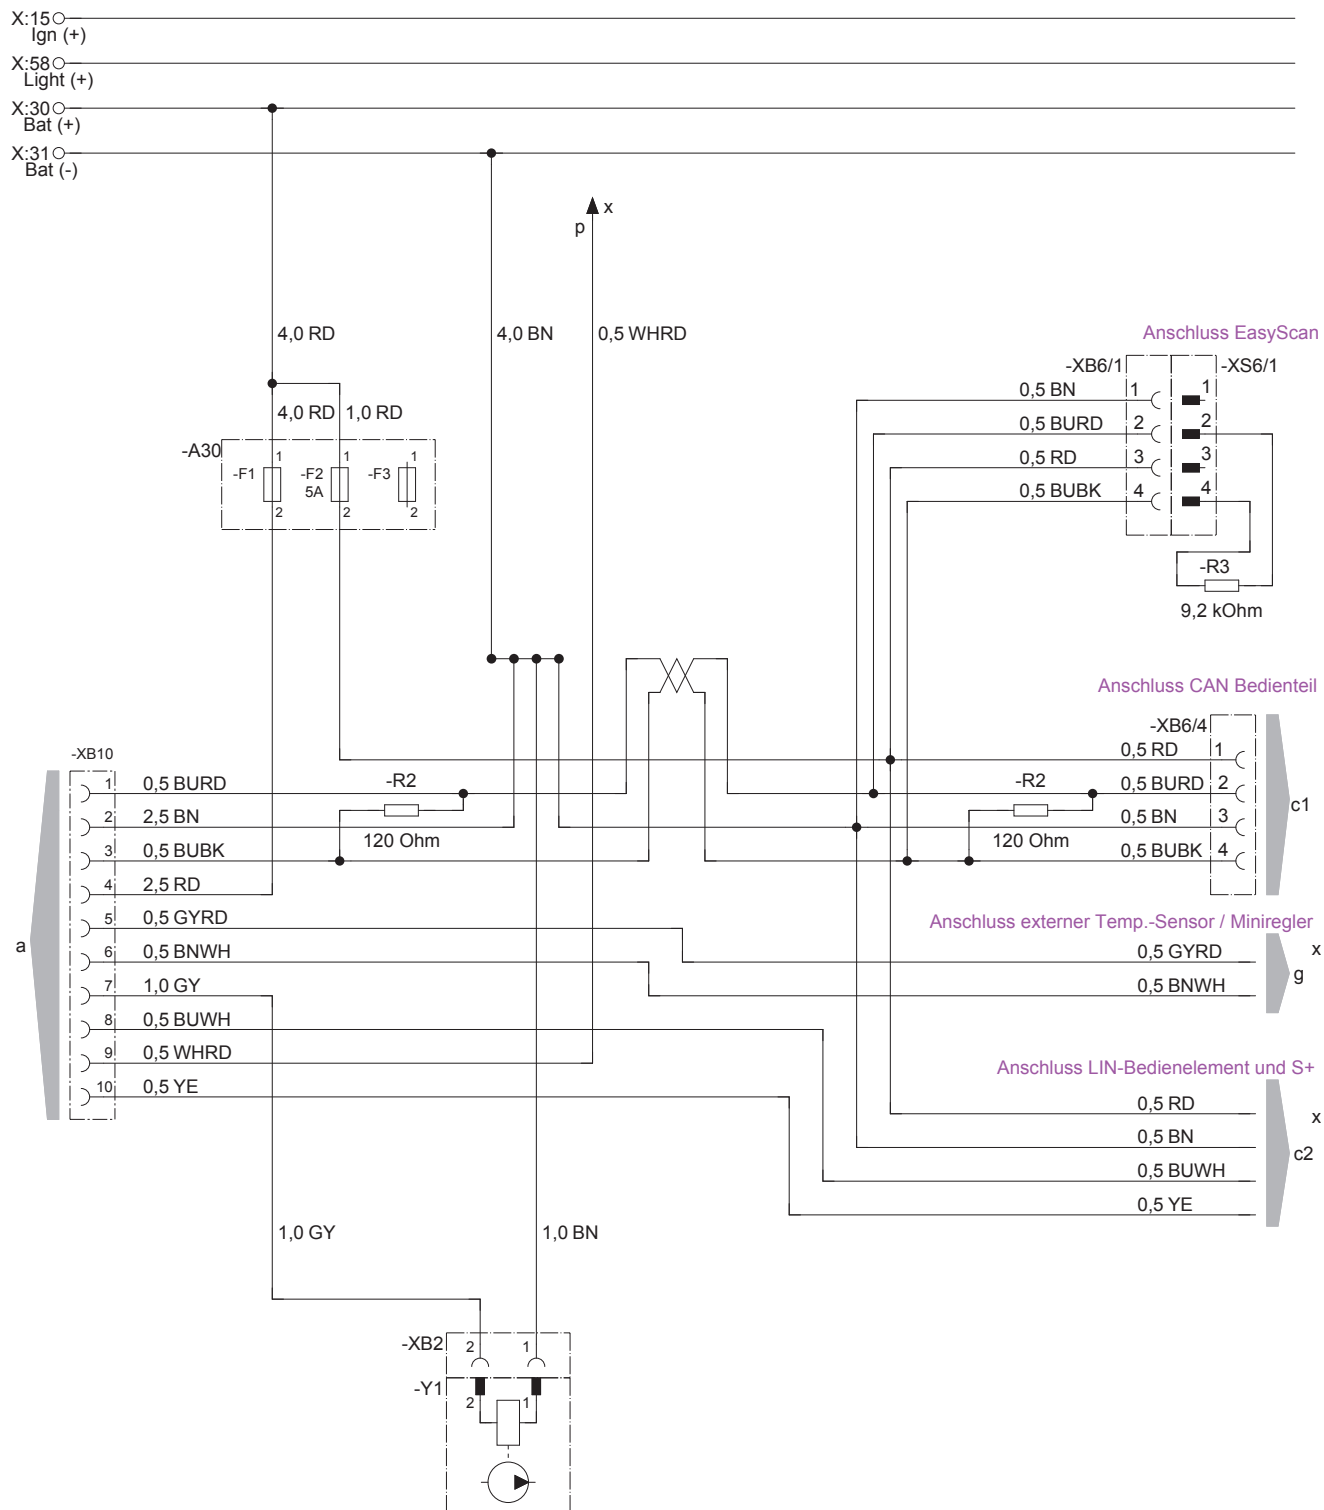 X:15
Ign (+)
X:58
Light (+)
X:30
Bat (+)
X:31
Bat (-)
x
p
4,0 RD
4,0 BN
0,5 WHRD
4,0 RD
1,0 RD
-A30
-F1
1
2
-F2
5A
1
2
-F3
1
2
Anschluss EasyScan
-XB6/1
-XS6/1
0,5 BN
1
1
0,5 BURD
2
2
0,5 RD
3
3
0,5 BUBK
4
4
-R3
9,2 kOhm
Anschluss CAN Bedienteil
-XB6/4
0,5 RD
1
0,5 BURD
2
0,5 BN
3
0,5 BUBK
4
c1
-R2
120 Ohm
-R2
120 Ohm
-XB10
1
0,5 BURD
2
2,5 BN
3
0,5 BUBK
4
2,5 RD
5
0,5 GYRD
6
0,5 BNWH
7
1,0 GY
8
0,5 BUWH
9
0,5 WHRD
10
0,5 YE
a
Anschluss externer Temp.-Sensor / Miniregler
0,5 GYRD
0,5 BNWH
x
g
Anschluss LIN-Bedienelement und S+
0,5 RD
0,5 BN
0,5 BUWH
0,5 YE
x
c2
1,0 GY
1,0 BN
-XB2
2
1
-Y1
2
1